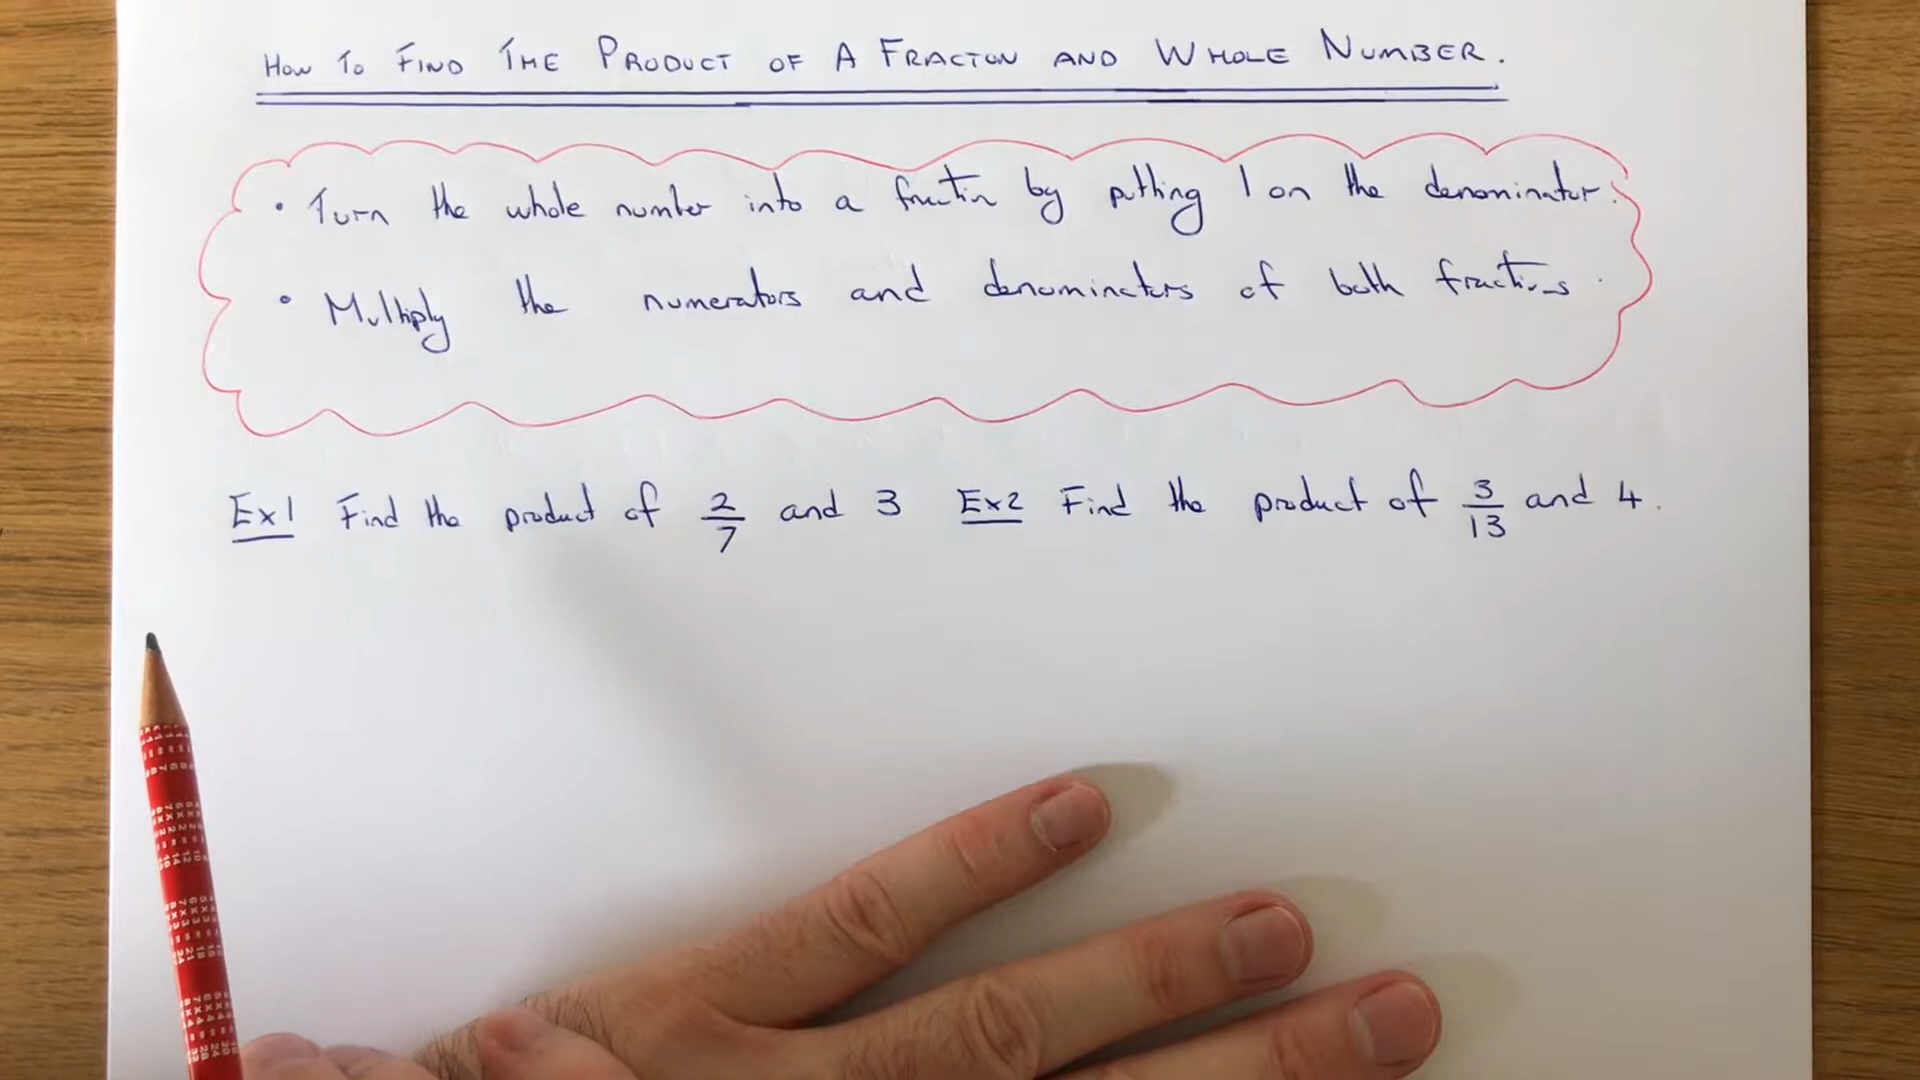 HOW TO FIND THE PRODUCT OF A FRACTON AND WHOLE NUMBER.
• Turn the whole number into a fraction by putting 1 on the denominator.
• Multiply the numerators and denominators of both fractions.
Ex1 Find the product of 2/7 and 3 Ex2 Find the product of 3/13 and 4.